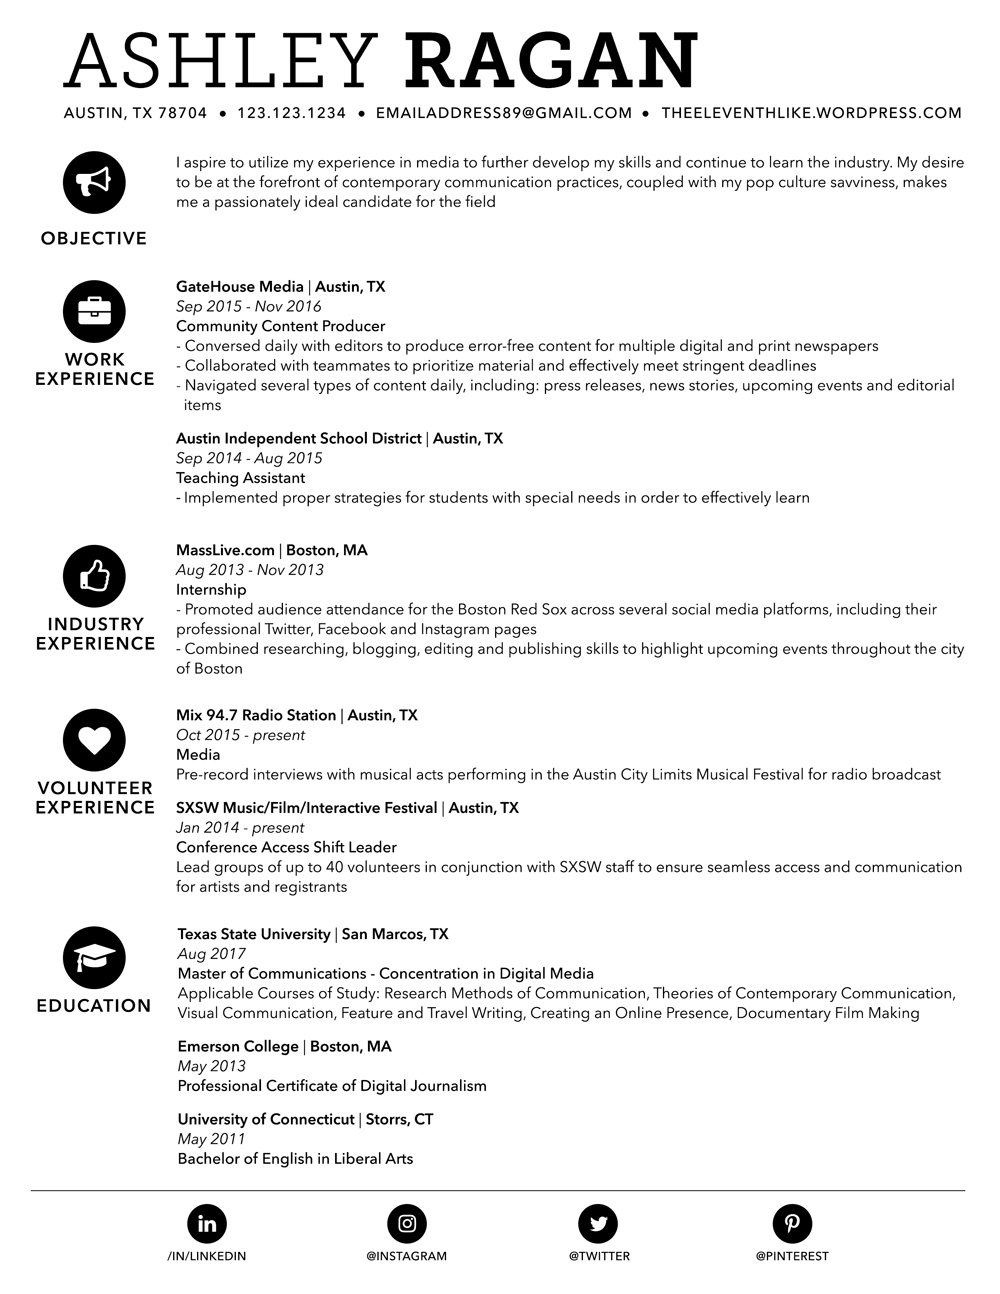 ASHLEY RAGAN
AUSTIN, TX 78704 • 123.123.1234 • EMAILADDRESS89@GMAIL.COM • THEELEVENTHLIKE.WORDPRESS.COM
OBJECTIVE
I aspire to utilize my experience in media to further develop my skills and continue to learn the industry. My desire
to be at the forefront of contemporary communication practices, coupled with my pop culture savviness, makes
me a passionately ideal candidate for the field
WORK
EXPERIENCE
GateHouse Media | Austin, TX
Sep 2015 - Nov 2016
Community Content Producer
- Conversed daily with editors to produce error-free content for multiple digital and print newspapers
- Collaborated with teammates to prioritize material and effectively meet stringent deadlines
- Navigated several types of content daily, including: press releases, news stories, upcoming events and editorial
items
Austin Independent School District | Austin, TX
Sep 2014 - Aug 2015
Teaching Assistant
- Implemented proper strategies for students with special needs in order to effectively learn
INDUSTRY
EXPERIENCE
MassLive.com | Boston, MA
Aug 2013 - Nov 2013
Internship
- Promoted audience attendance for the Boston Red Sox across several social media platforms, including their
professional Twitter, Facebook and Instagram pages
- Combined researching, blogging, editing and publishing skills to highlight upcoming events throughout the city
of Boston
VOLUNTEER
EXPERIENCE
Mix 94.7 Radio Station | Austin, TX
Oct 2015 - present
Media
Pre-record interviews with musical acts performing in the Austin City Limits Musical Festival for radio broadcast
SXSW Music/Film/Interactive Festival | Austin, TX
Jan 2014 - present
Conference Access Shift Leader
Lead groups of up to 40 volunteers in conjunction with SXSW staff to ensure seamless access and communication
for artists and registrants
EDUCATION
Texas State University | San Marcos, TX
Aug 2017
Master of Communications - Concentration in Digital Media
Applicable Courses of Study: Research Methods of Communication, Theories of Contemporary Communication,
Visual Communication, Feature and Travel Writing, Creating an Online Presence, Documentary Film Making
Emerson College | Boston, MA
May 2013
Professional Certificate of Digital Journalism
University of Connecticut | Storrs, CT
May 2011
Bachelor of English in Liberal Arts
in
/IN/LINKEDIN
@INSTAGRAM
@TWITTER
@PINTEREST